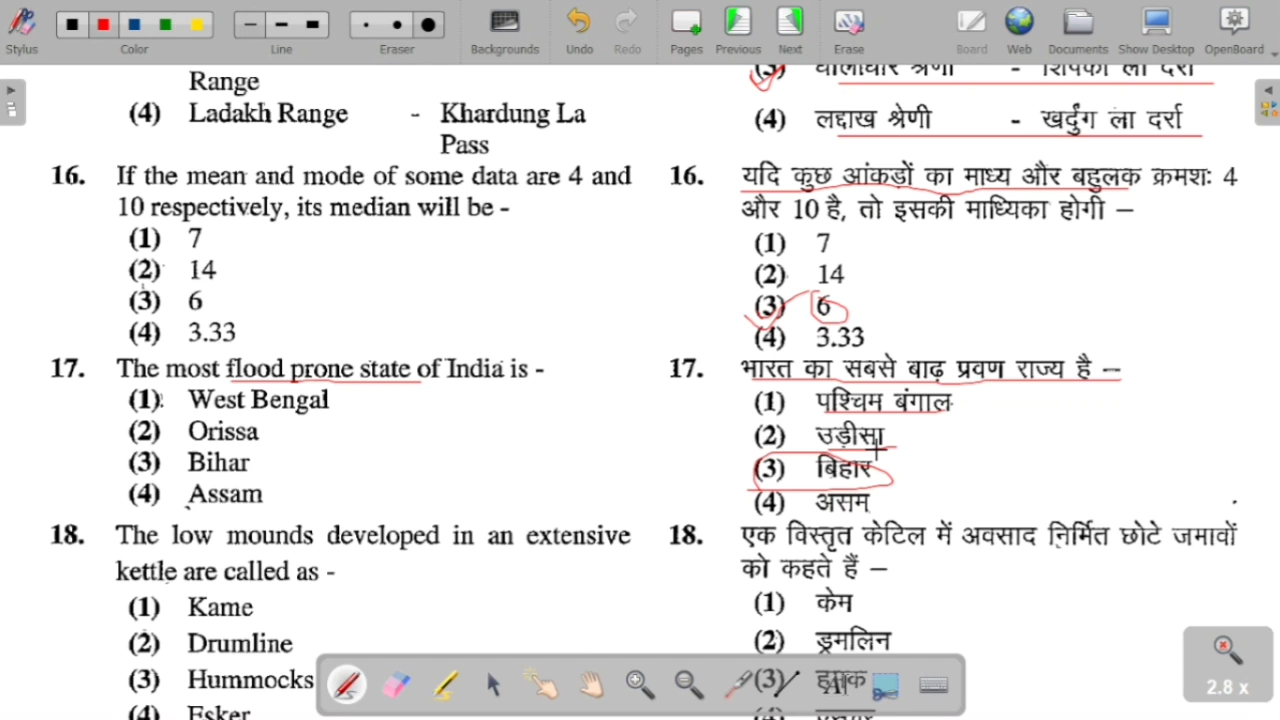 Stylus
Color
Line
Eraser
Backgrounds
Undo
Redo
Pages
Previous
Next
Erase
Board
Web
Documents
Show Desktop
OpenBoard
Range
(4) Ladakh Range - Khardung La
Pass
16. If the mean and mode of some data are 4 and
10 respectively, its median will be -
(1) 7
(2) 14
(3) 6
(4) 3.33
17. The most flood prone state of India is -
(1) West Bengal
(2) Orissa
(3) Bihar
(4) Assam
18. The low mounds developed in an extensive
kettle are called as -
(1) Kame
(2) Drumline
(3) Hummocks
(4) Esker
(3) श्रेणी - शिपका ला दर्रा
(4) लद्दाख श्रेणी - खर्दुंग ला दर्रा
16. यदि कुछ आंकड़ों का माध्य और बहुलक क्रमशः 4
और 10 है, तो इसकी माध्यिका होगी –
(1) 7
(2) 14
(3) 6
(4) 3.33
17. भारत का सबसे बाढ़ प्रवण राज्य है –
(1) पश्चिम बंगाल
(2) उड़ीसा
(3) बिहार
(4) असम
18. एक विस्तृत केटिल में अवसाद निर्मित छोटे जमावों
को कहते हैं –
(1) केम
(2) ड्रमलिन
(3)
2.8 x